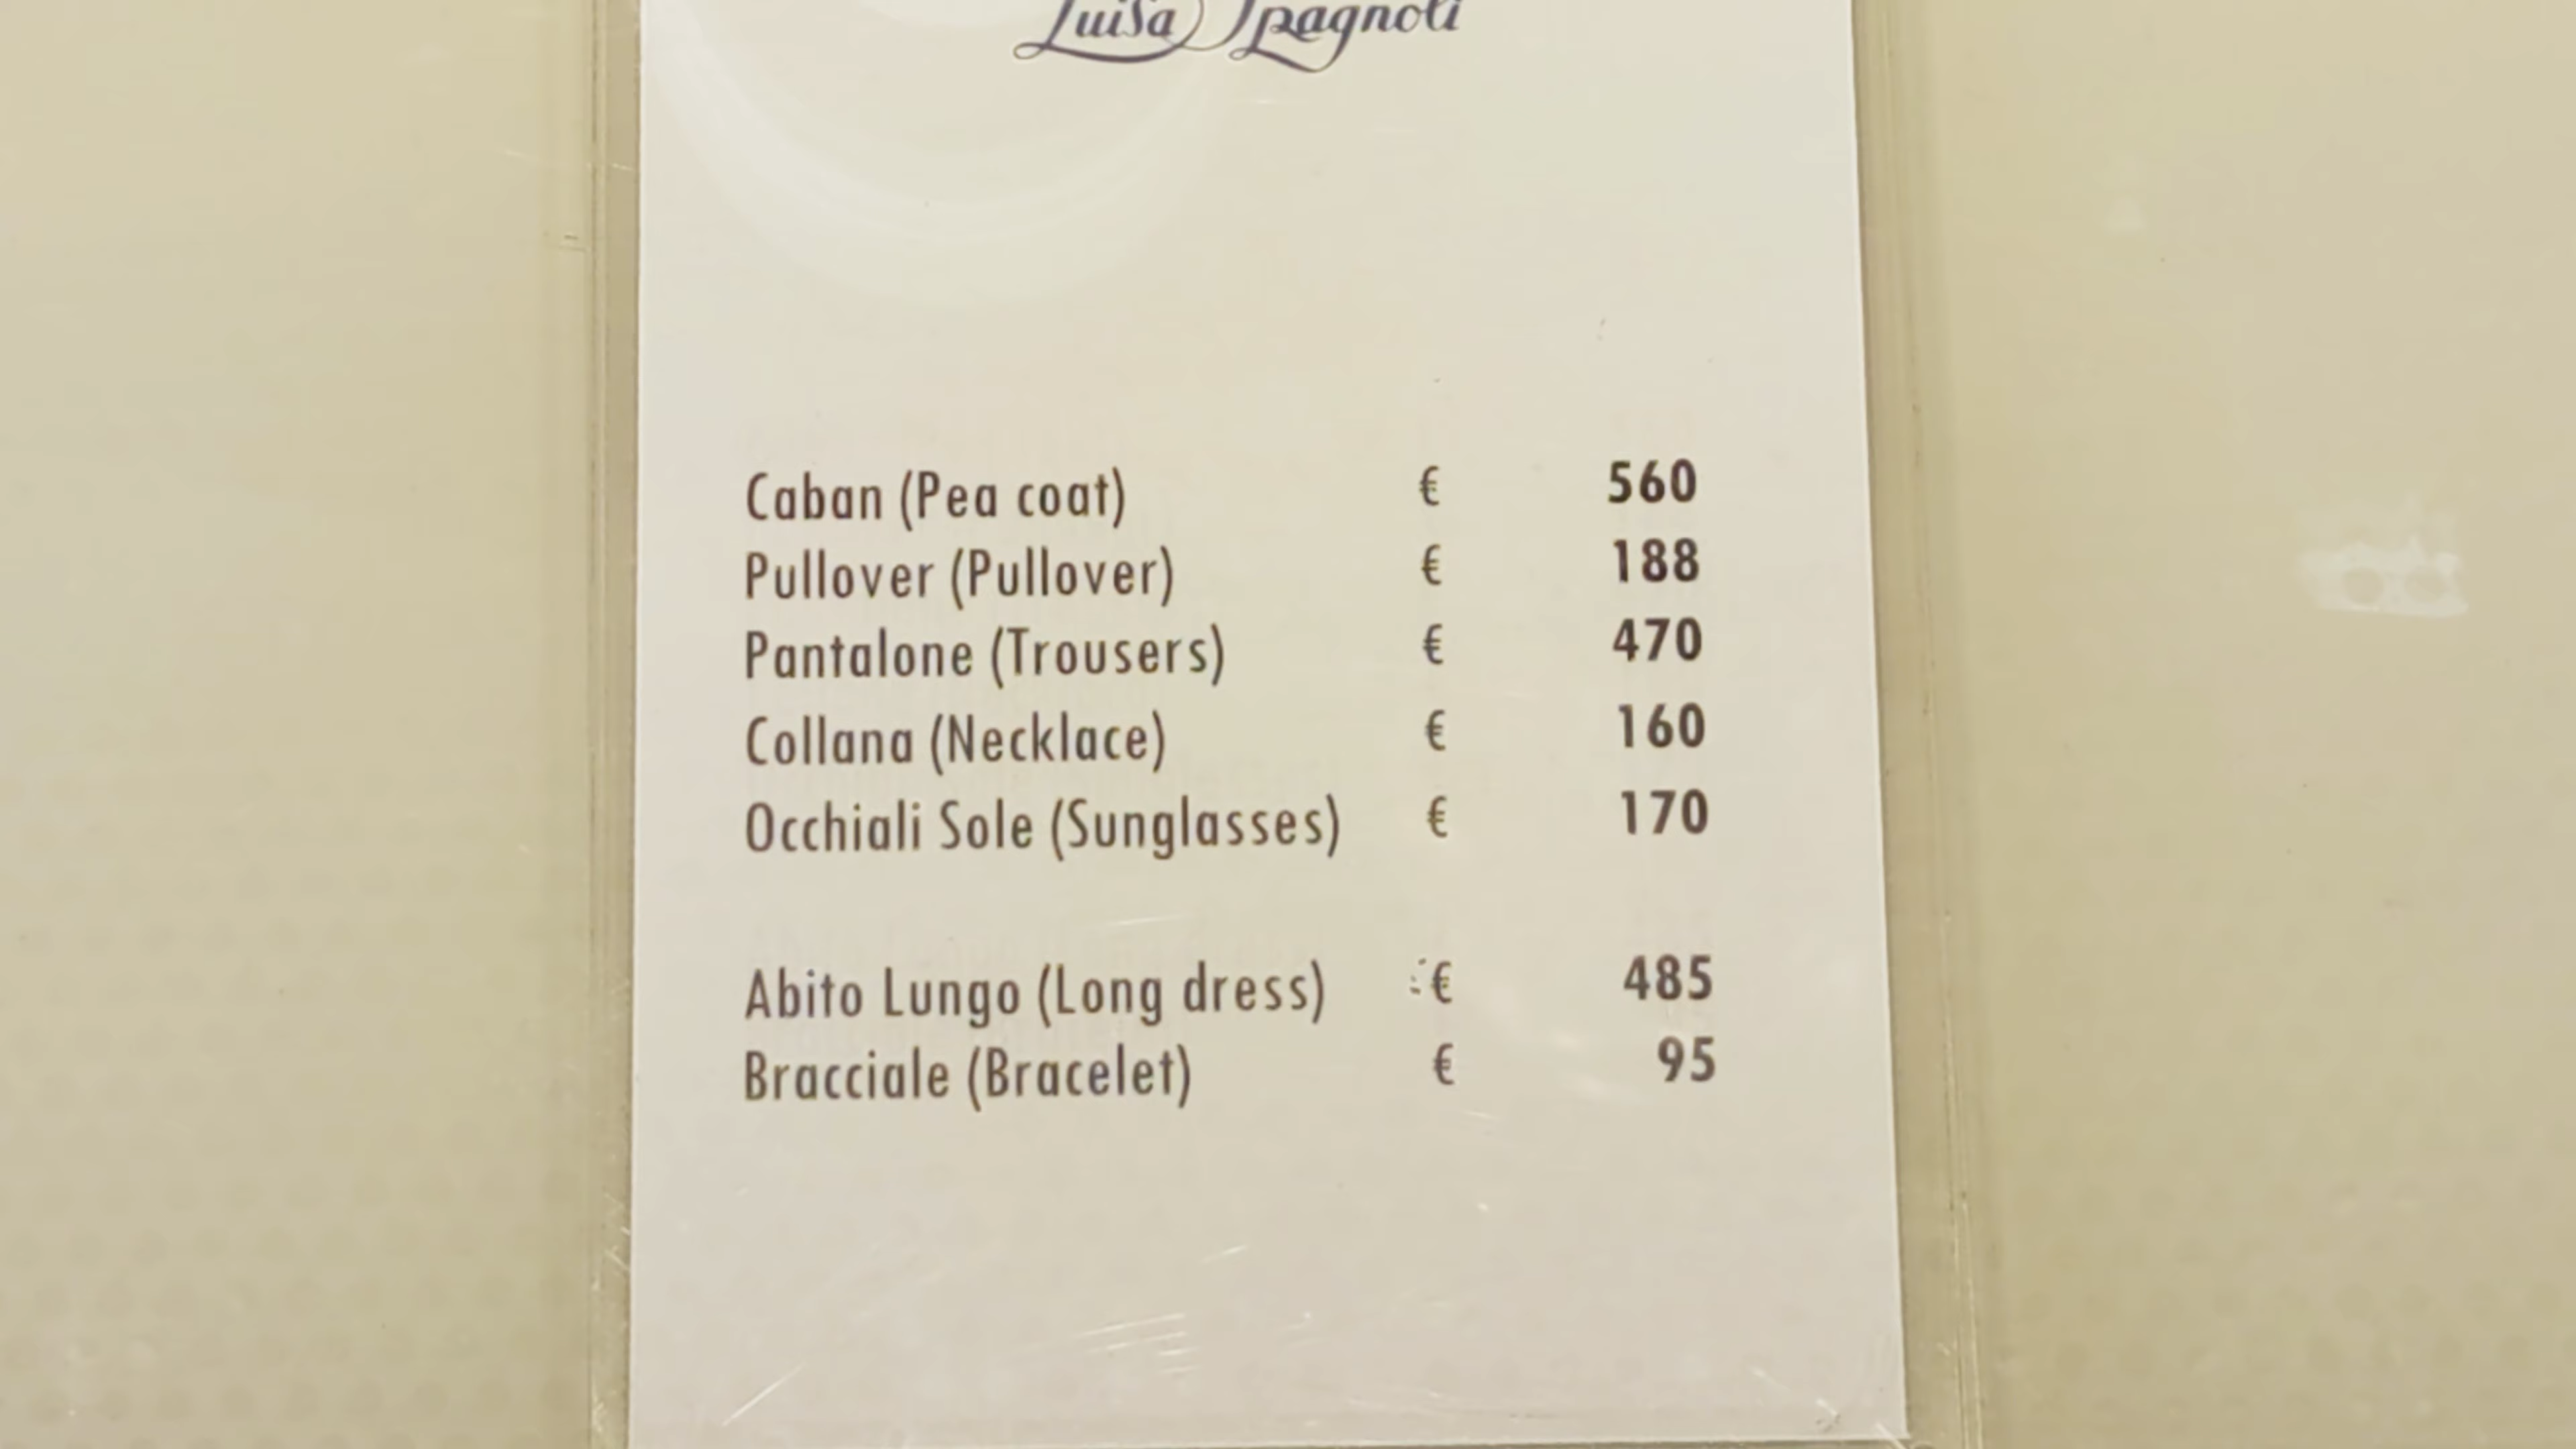 Luisa Spagnoli
Caban (Pea coat) € 560
Pullover (Pullover) € 188
Pantalone (Trousers) € 470
Collana (Necklace) € 160
Occhiali Sole (Sunglasses) € 170
Abito Lungo (Long dress) € 485
Bracciale (Bracelet) € 95